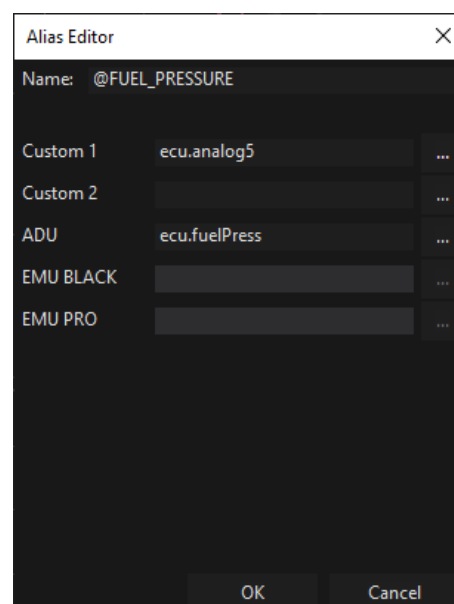 Alias Editor
Name: @FUEL_PRESSURE
Custom 1 ecu.analog5 ...
Custom 2 ...
ADU ecu.fuelPress ...
EMU BLACK ...
EMU PRO ...
OK Cancel